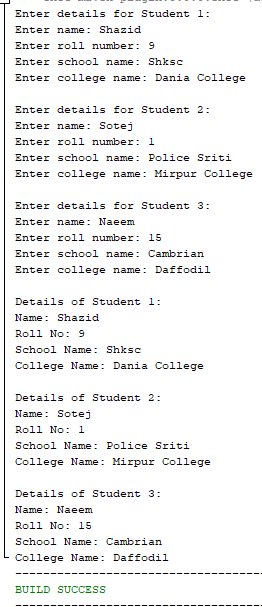 Enter details for Student 1:
Enter name: Shazid
Enter roll number: 9
Enter school name: Shksc
Enter college name: Dania College
Enter details for Student 2:
Enter name: Sotej
Enter roll number: 1
Enter school name: Police Sriti
Enter college name: Mirpur College
Enter details for Student 3:
Enter name: Naeem
Enter roll number: 15
Enter school name: Cambrian
Enter college name: Daffodil
Details of Student 1:
Name: Shazid
Roll No: 9
School Name: Shksc
College Name: Dania College
Details of Student 2:
Name: Sotej
Roll No: 1
School Name: Police Sriti
College Name: Mirpur College
Details of Student 3:
Name: Naeem
Roll No: 15
School Name: Cambrian
College Name: Daffodil
------------------------------------
BUILD SUCCESS
------------------------------------